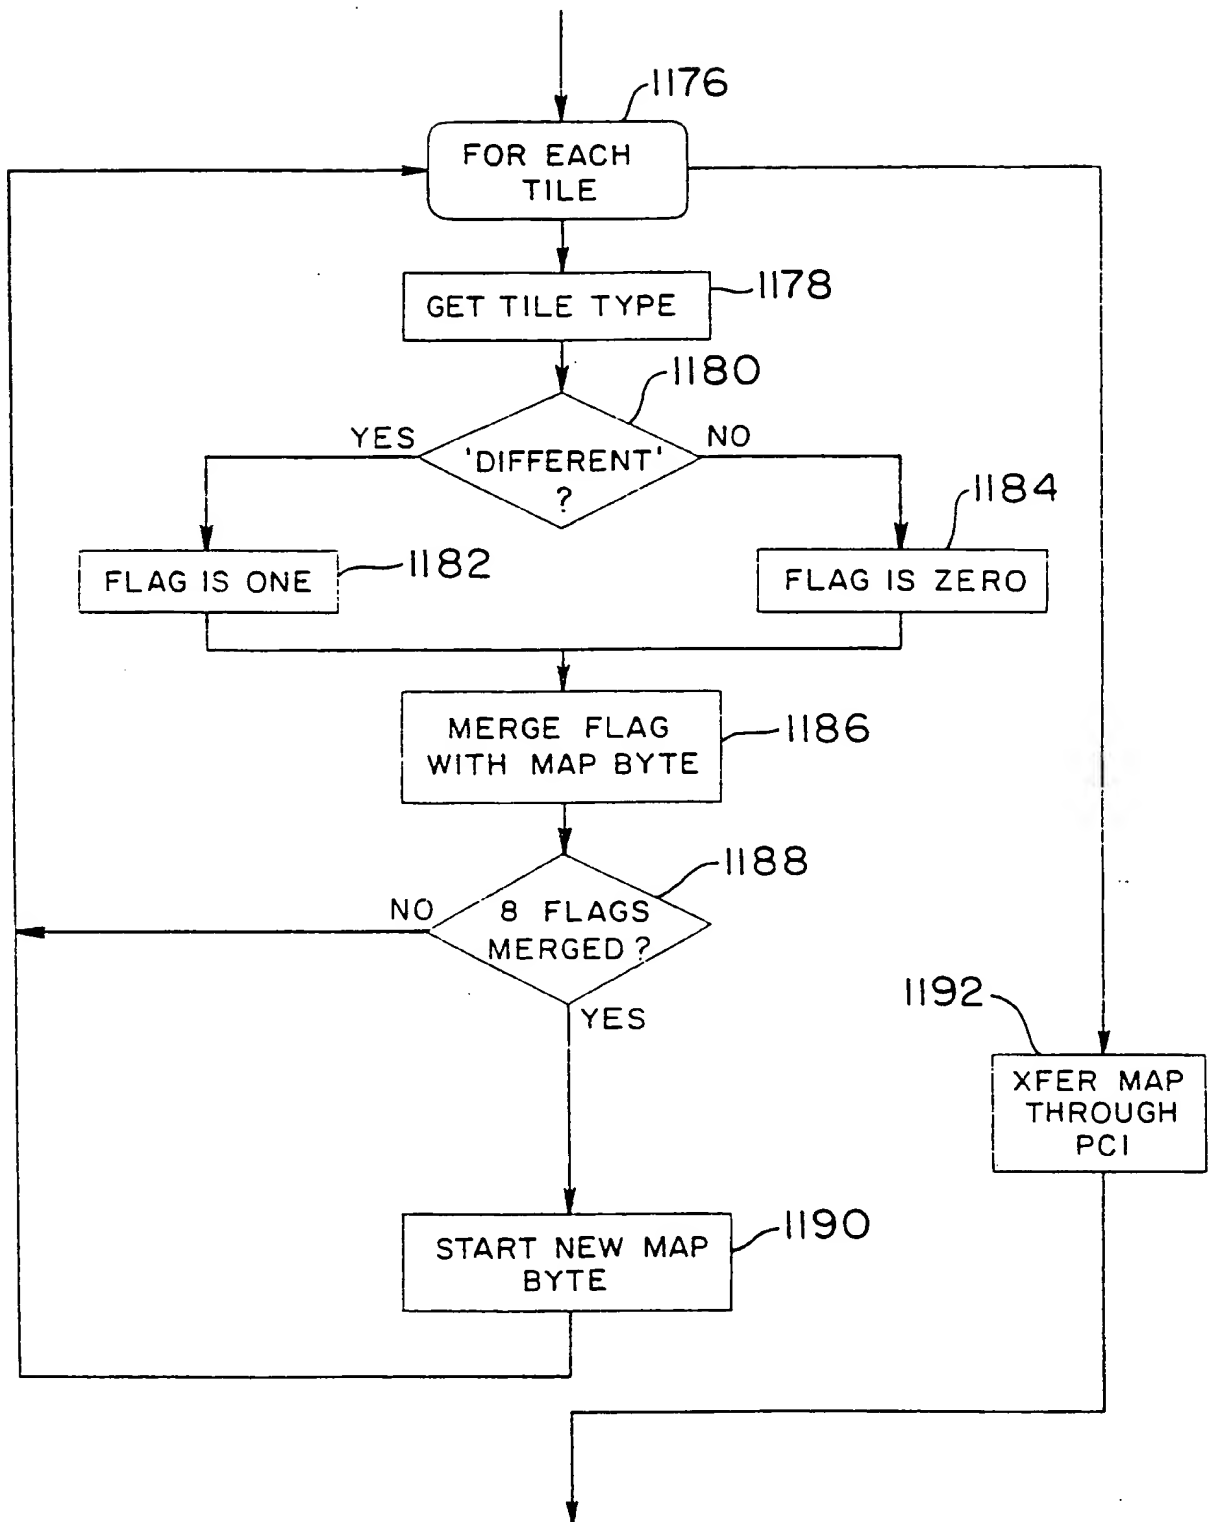 1176
FOR EACH
TILE
GET TILE TYPE
1178
1180
YES
NO
'DIFFERENT'
?
1184
FLAG IS ONE
1182
FLAG IS ZERO
MERGE FLAG
WITH MAP BYTE
1186
1188
NO
8 FLAGS
MERGED?
YES
1192
XFER MAP
THROUGH
PCI
START NEW MAP
BYTE
1190